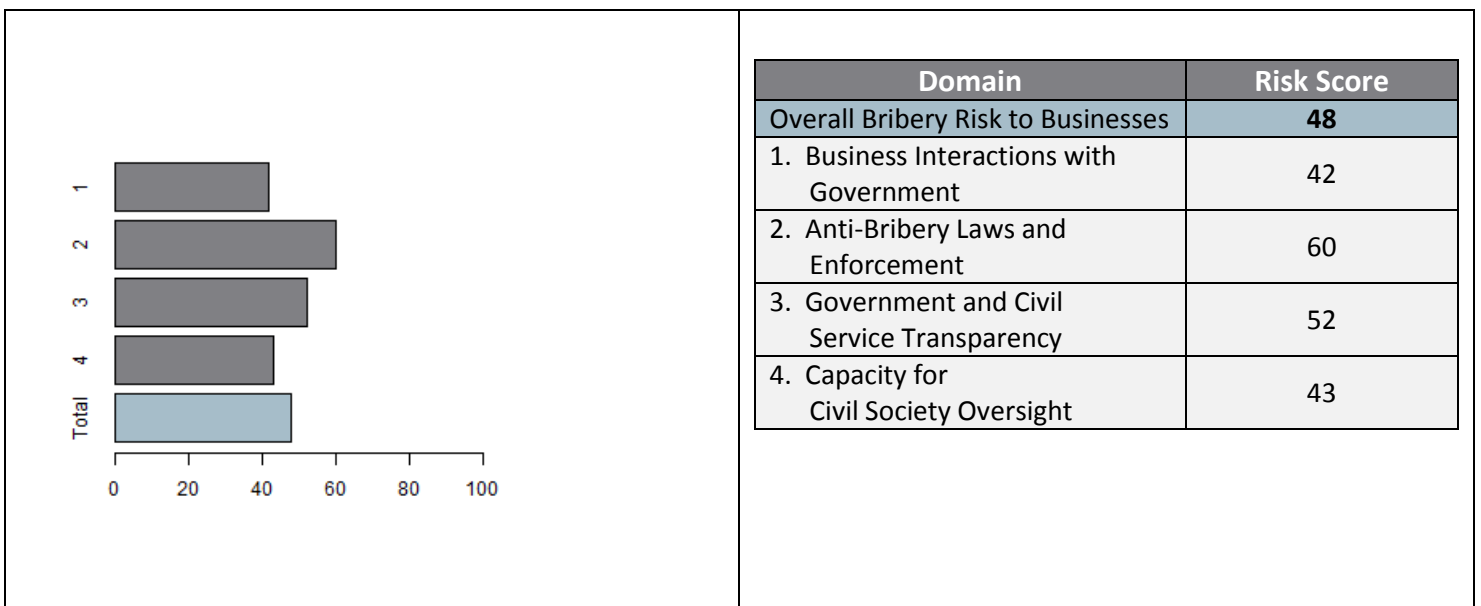 1
2
3
4
Total
0 20 40 60 80 100
Domain Risk Score
Overall Bribery Risk to Businesses 48
1. Business Interactions with
Government 42
2. Anti-Bribery Laws and
Enforcement 60
3. Government and Civil
Service Transparency 52
4. Capacity for
Civil Society Oversight 43